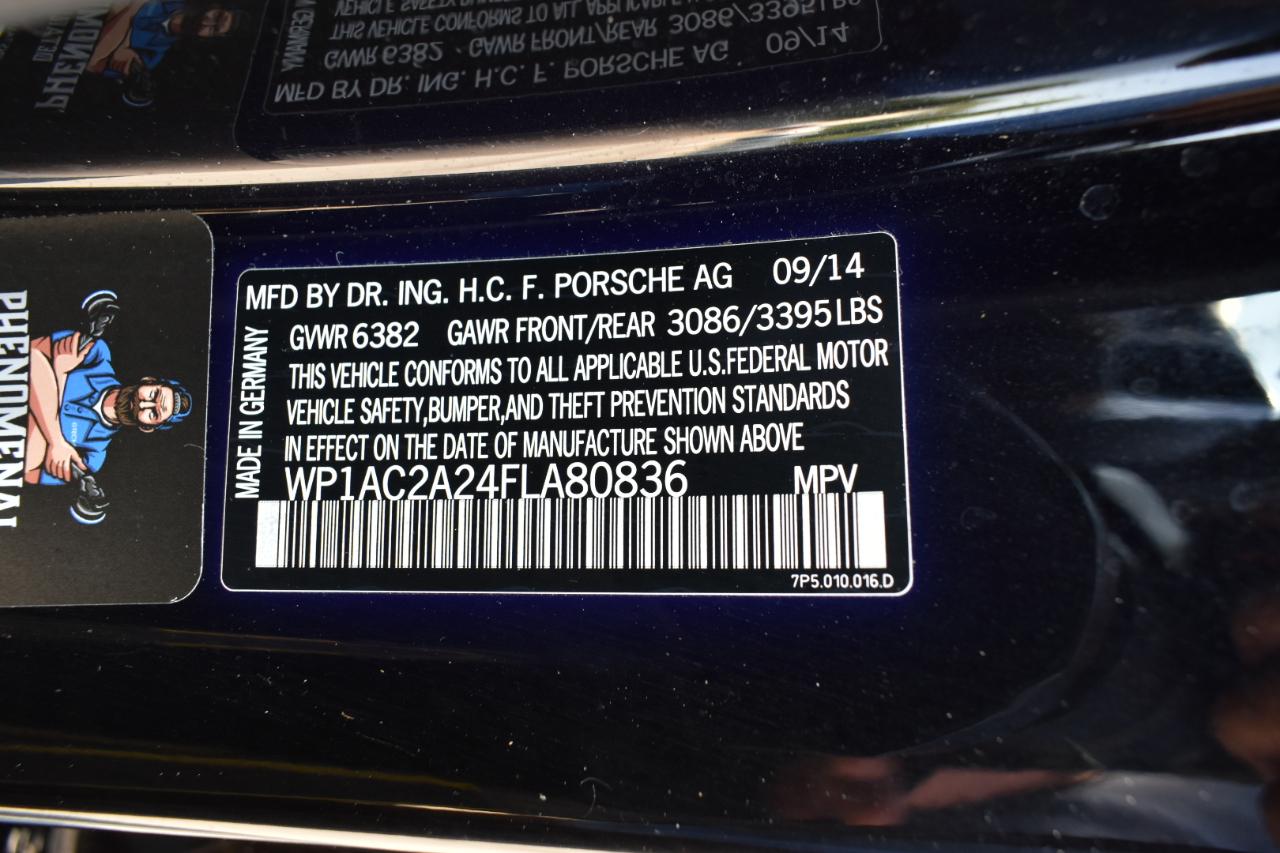 MFD BY DR. ING. H.C. F. PORSCHE AG 09/14
GVWR 6382 GAWR FRONT/REAR 3086/3395 LBS
THIS VEHICLE CONFORMS TO ALL APPLICABLE U.S. FEDERAL MOTOR
VEHICLE SAFETY, BUMPER, AND THEFT PREVENTION STANDARDS
IN EFFECT ON THE DATE OF MANUFACTURE SHOWN ABOVE
WP1AC2A24FLA80836 MPV
7P5.010.016.D
MADE IN GERMANY
PHENOMENAL